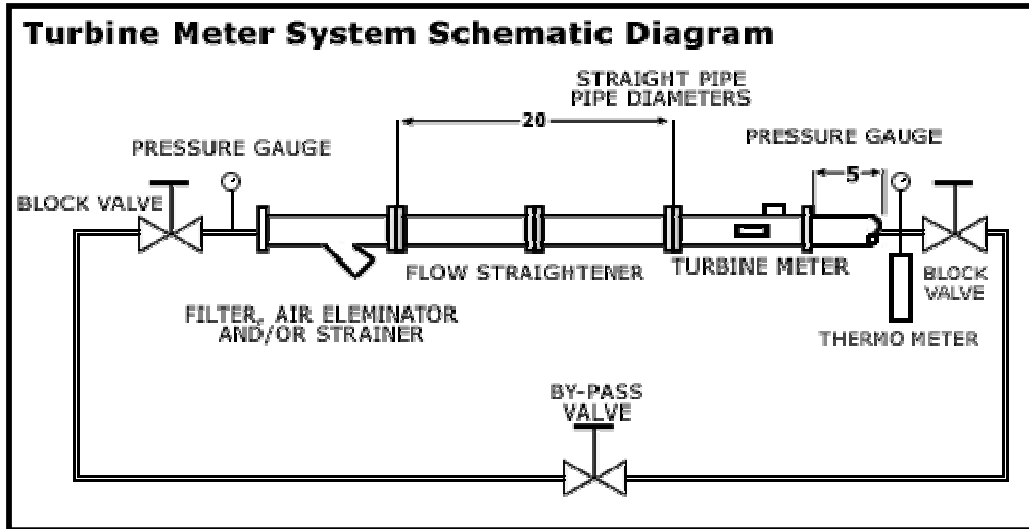 Turbine Meter System Schematic Diagram
STRAIGHT PIPE
PIPE DIAMETERS
20
PRESSURE GAUGE
PRESSURE GAUGE
5
BLOCK VALVE
FLOW STRAIGHTENER
TURBINE METER
BLOCK
VALVE
FILTER, AIR ELEMINATOR
AND/OR STRAINER
THERMO METER
BY-PASS
VALVE